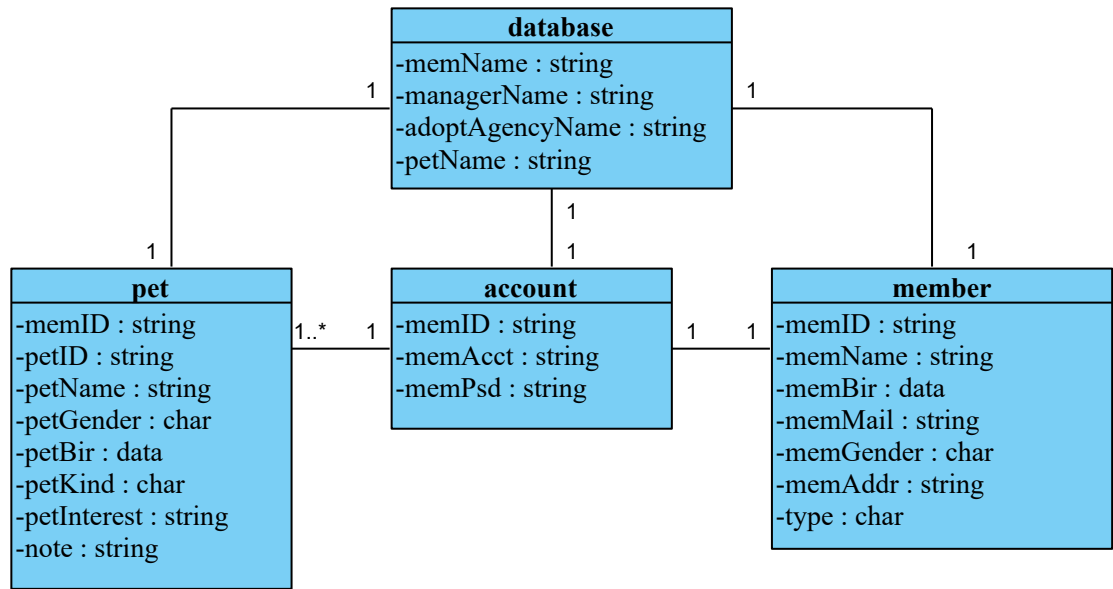 database
-memName : string
-managerName : string
-adoptAgencyName : string
-petName : string
1
1
1
1
1
1
pet
-memID : string
-petID : string
-petName : string
-petGender : char
-petBir : data
-petKind : char
-petInterest : string
-note : string
1..*
1
account
-memID : string
-memAcct : string
-memPsd : string
1
1
member
-memID : string
-memName : string
-memBir : data
-memMail : string
-memGender : char
-memAddr : string
-type : char